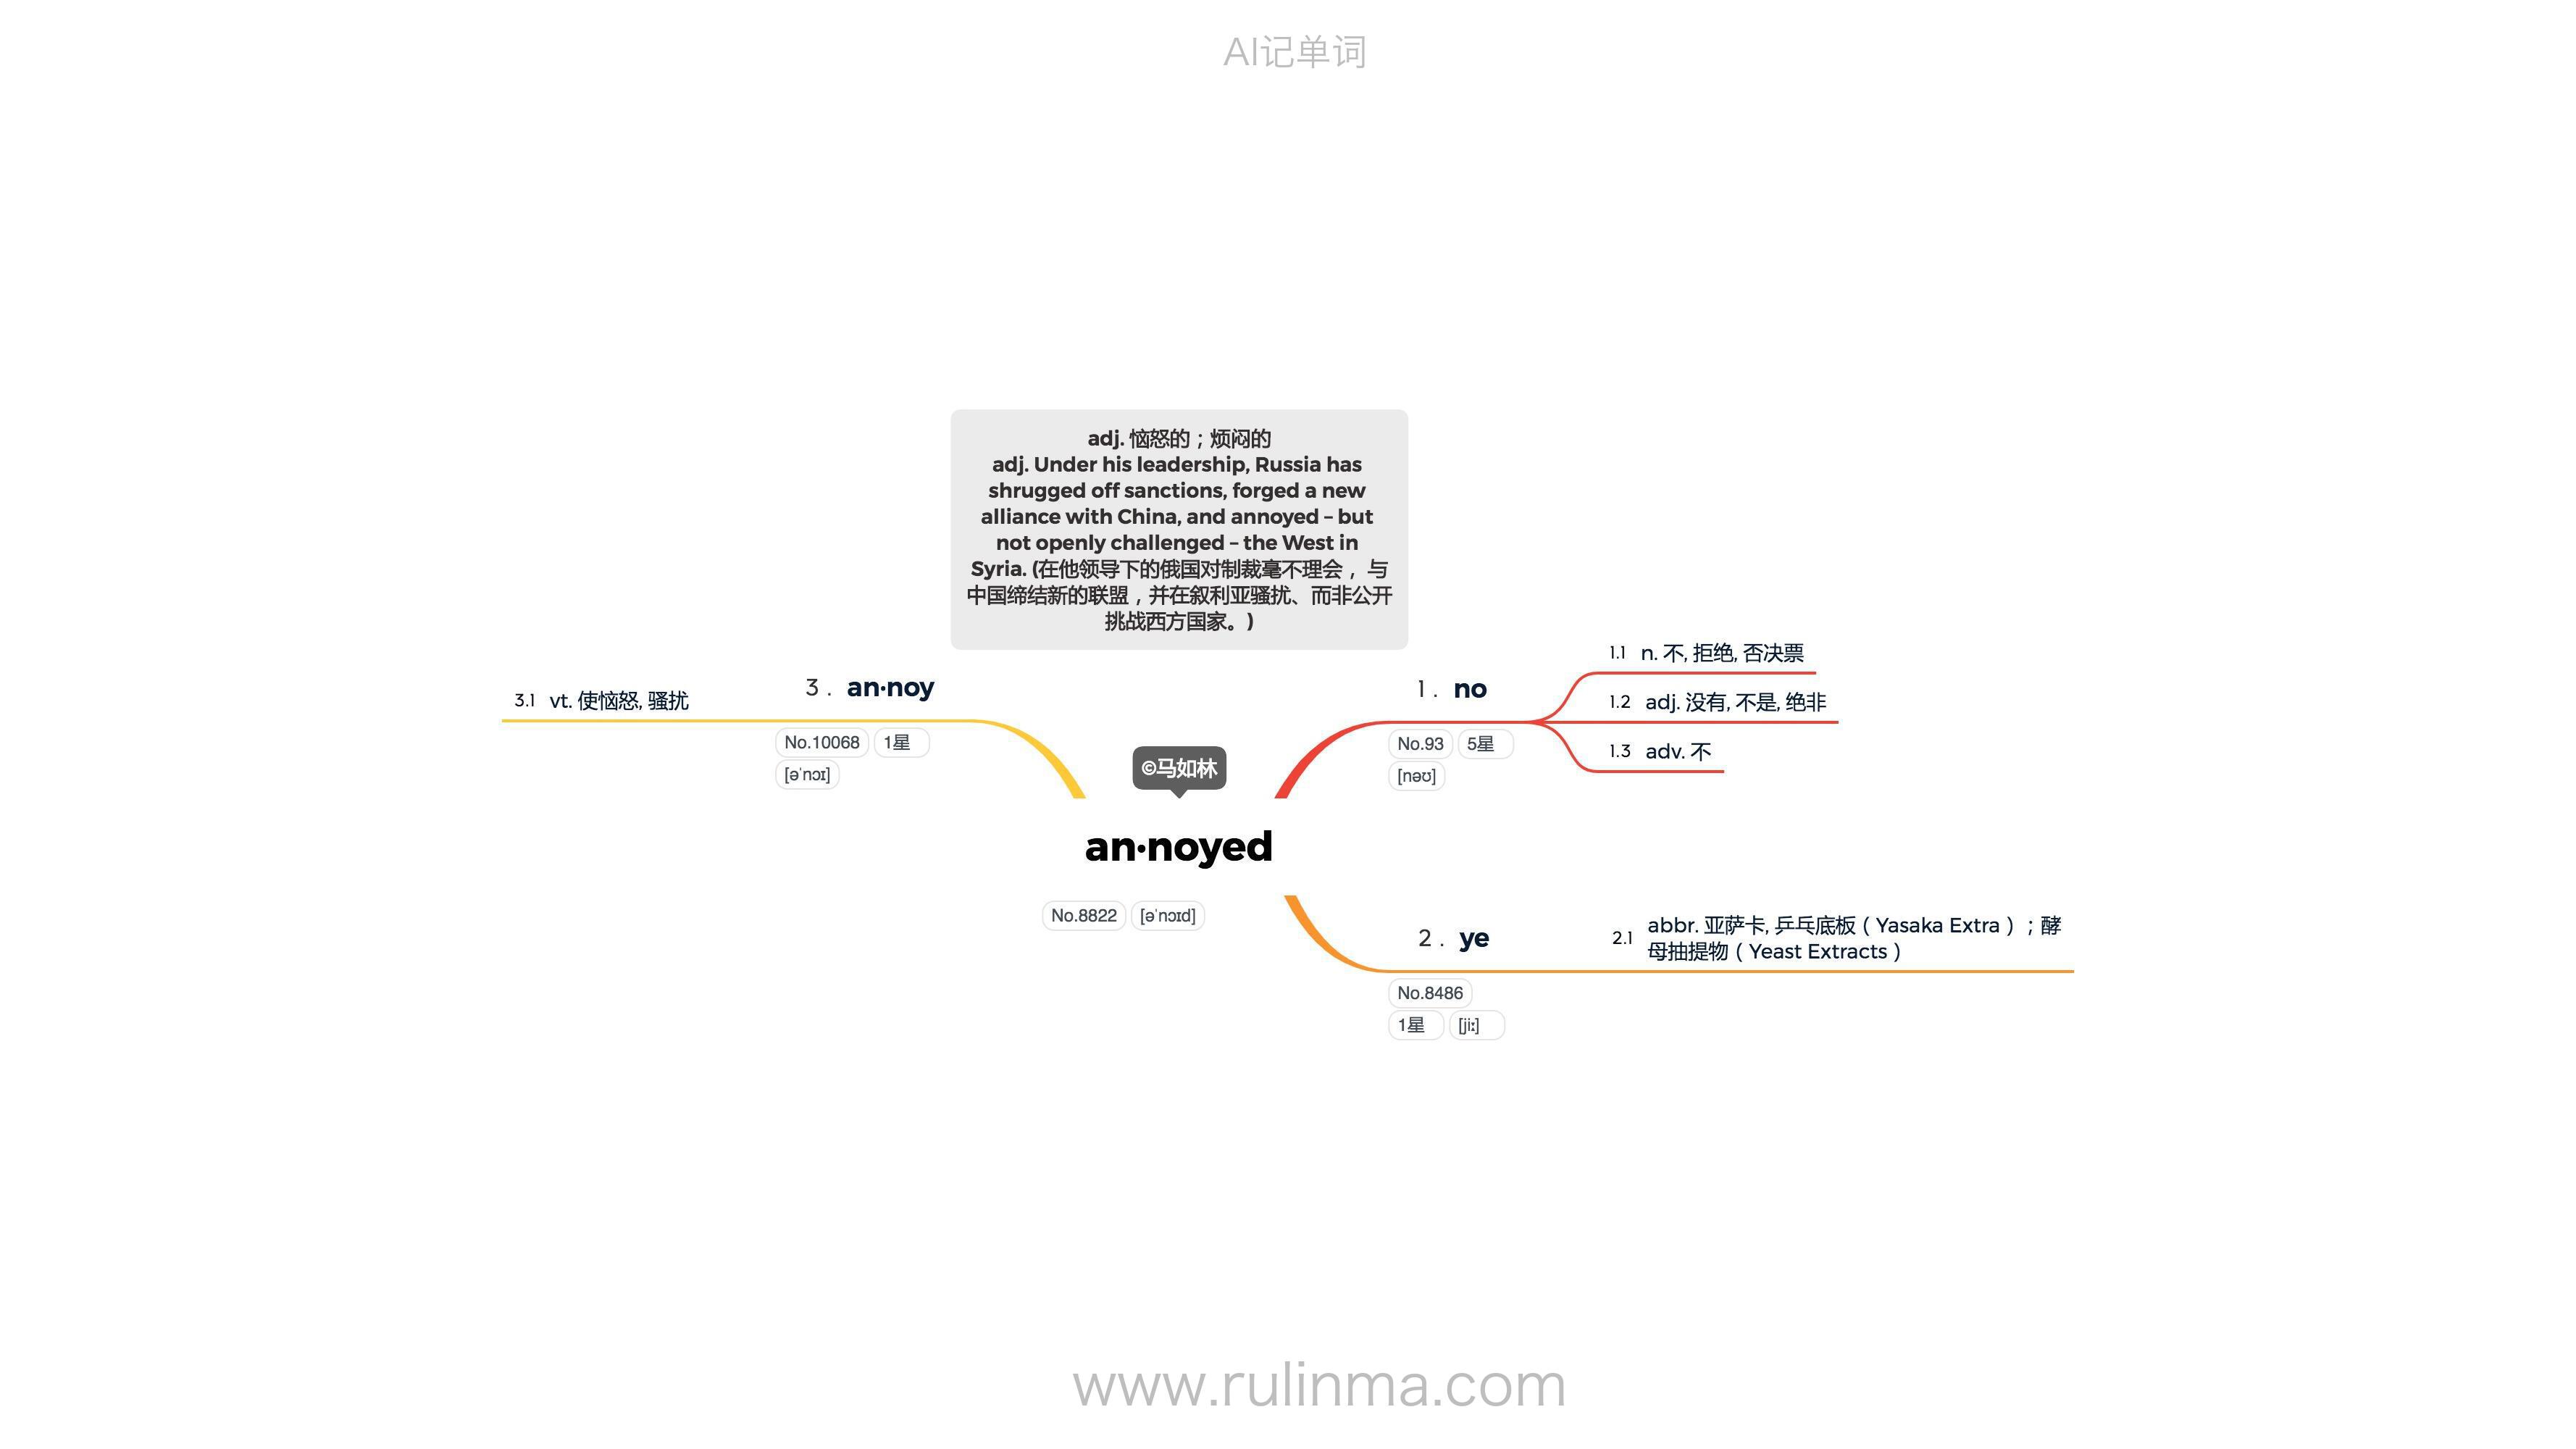 AI记单词
adj. 恼怒的；烦闷的
adj. Under his leadership, Russia has
shrugged off sanctions, forged a new
alliance with China, and annoyed – but
not openly challenged – the West in
Syria. (在他领导下的俄国对制裁毫不理会， 与
中国缔结新的联盟，并在叙利亚骚扰、而非公开
挑战西方国家。)
©马如林
an·noyed
No.8822 [əˈnɔɪd]
1 . no
No.93 5星
[nəʊ]
1.1 n. 不, 拒绝, 否决票
1.2 adj. 没有, 不是, 绝非
1.3 adv. 不
2 . ye
No.8486
1星 [jiː]
2.1 abbr. 亚萨卡, 乒乓底板（Yasaka Extra）；酵
母抽提物（Yeast Extracts）
3 . an·noy
No.10068 1星
[əˈnɔɪ]
3.1 vt. 使恼怒, 骚扰
www.rulinma.com